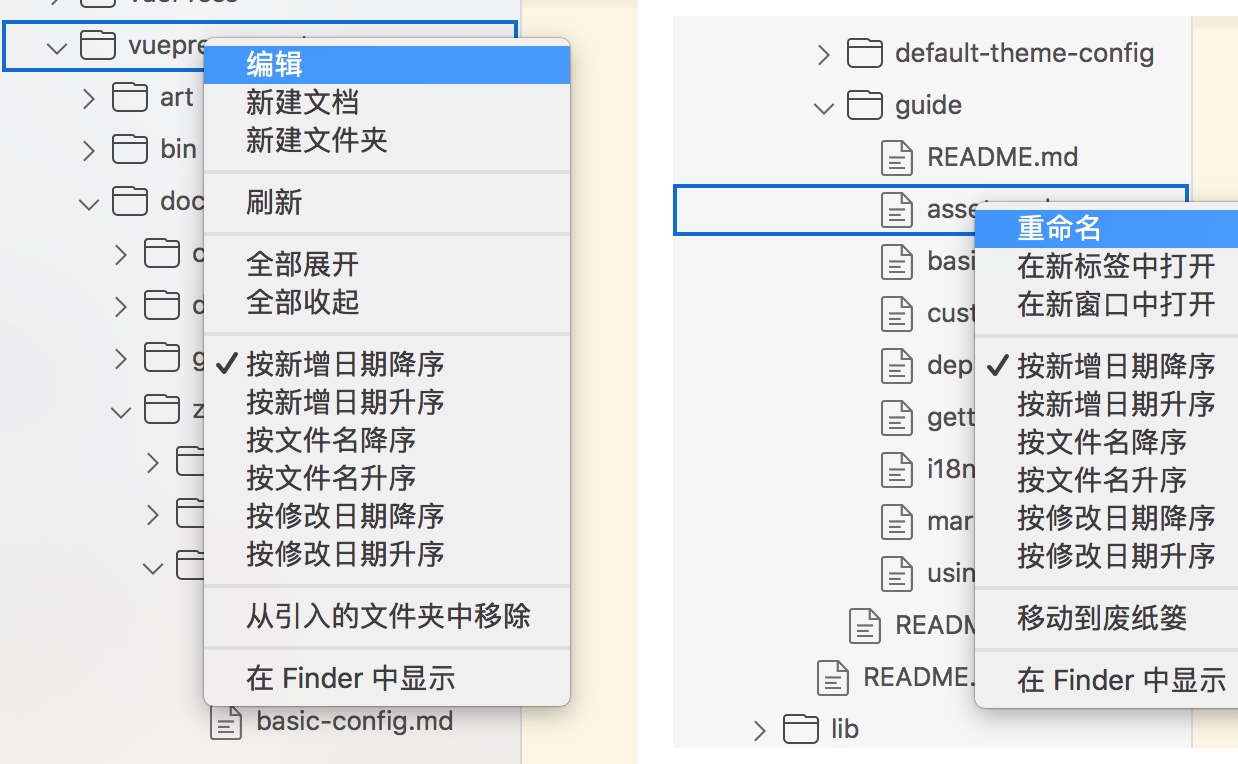 编辑
art
新建文档
bin
新建文件夹
刷新
全部展开
全部收起
✓ 按新增日期降序
按新增日期升序
按文件名降序
按文件名升序
按修改日期降序
按修改日期升序
从引入的文件夹中移除
在 Finder 中显示
basic-config.md
default-theme-config
guide
README.md
重命名
在新标签中打开
在新窗口中打开
✓ 按新增日期降序
按新增日期升序
按文件名降序
按文件名升序
按修改日期降序
按修改日期升序
移动到废纸篓
README.
在 Finder 中显示
lib